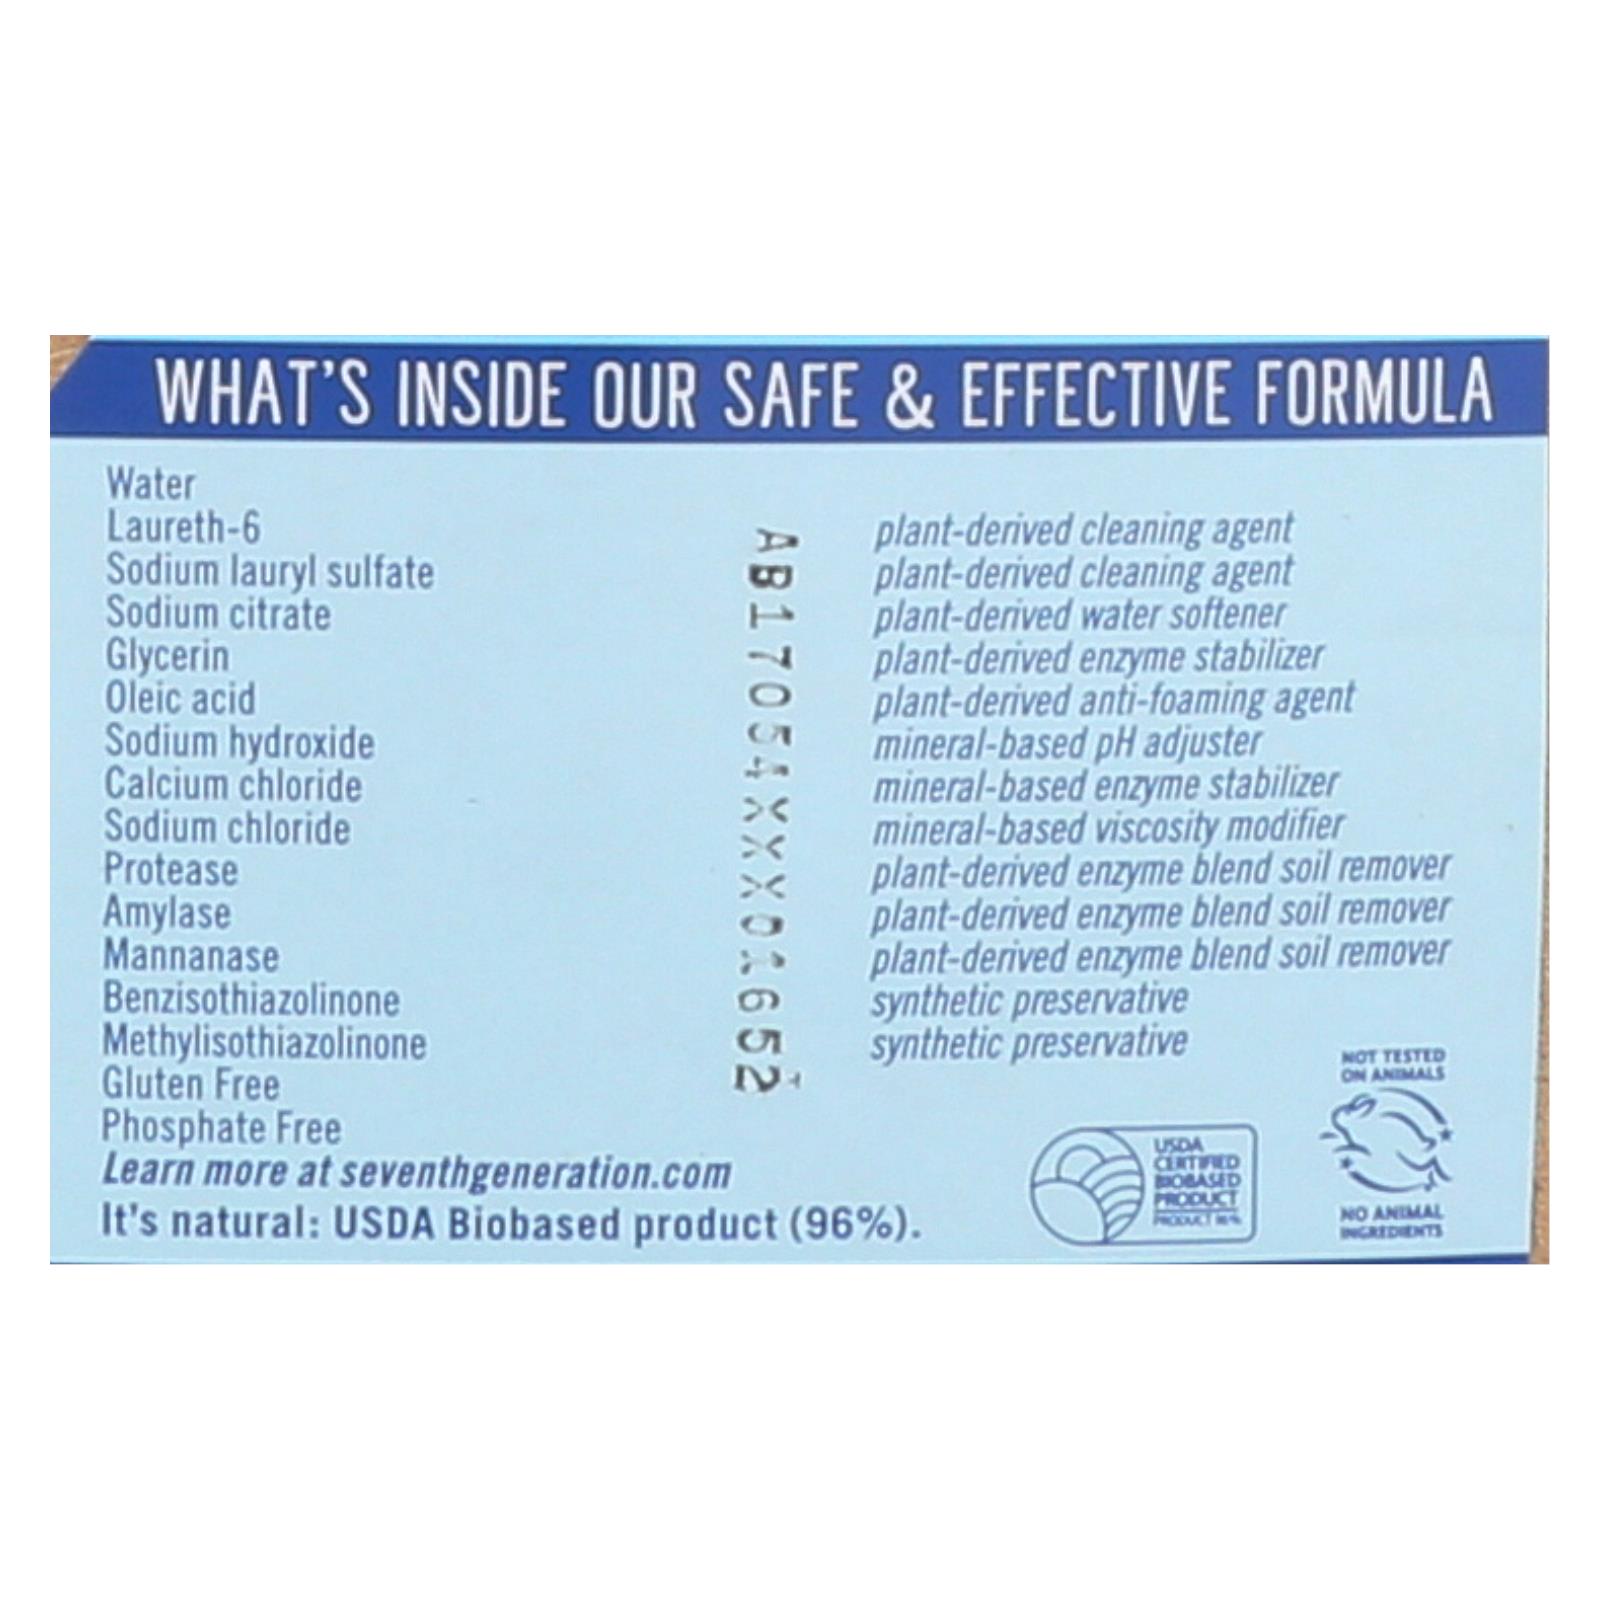 WHAT'S INSIDE OUR SAFE & EFFECTIVE FORMULA
Water
Laureth-6 plant-derived cleaning agent
Sodium lauryl sulfate plant-derived cleaning agent
Sodium citrate plant-derived water softener
Glycerin plant-derived enzyme stabilizer
Oleic acid plant-derived anti-foaming agent
Sodium hydroxide mineral-based pH adjuster
Calcium chloride mineral-based enzyme stabilizer
Sodium chloride mineral-based viscosity modifier
Protease plant-derived enzyme blend soil remover
Amylase plant-derived enzyme blend soil remover
Mannanase plant-derived enzyme blend soil remover
Benzisothiazolinone synthetic preservative
Methylisothiazolinone synthetic preservative
Gluten Free
Phosphate Free
Learn more at seventhgeneration.com
It's natural: USDA Biobased product (96%).
AB17054XXX01652
USDA
CERTIFIED
BIOBASED
PRODUCT
PRODUCT 96%
NOT TESTED
ON ANIMALS
NO ANIMAL
INGREDIENTS